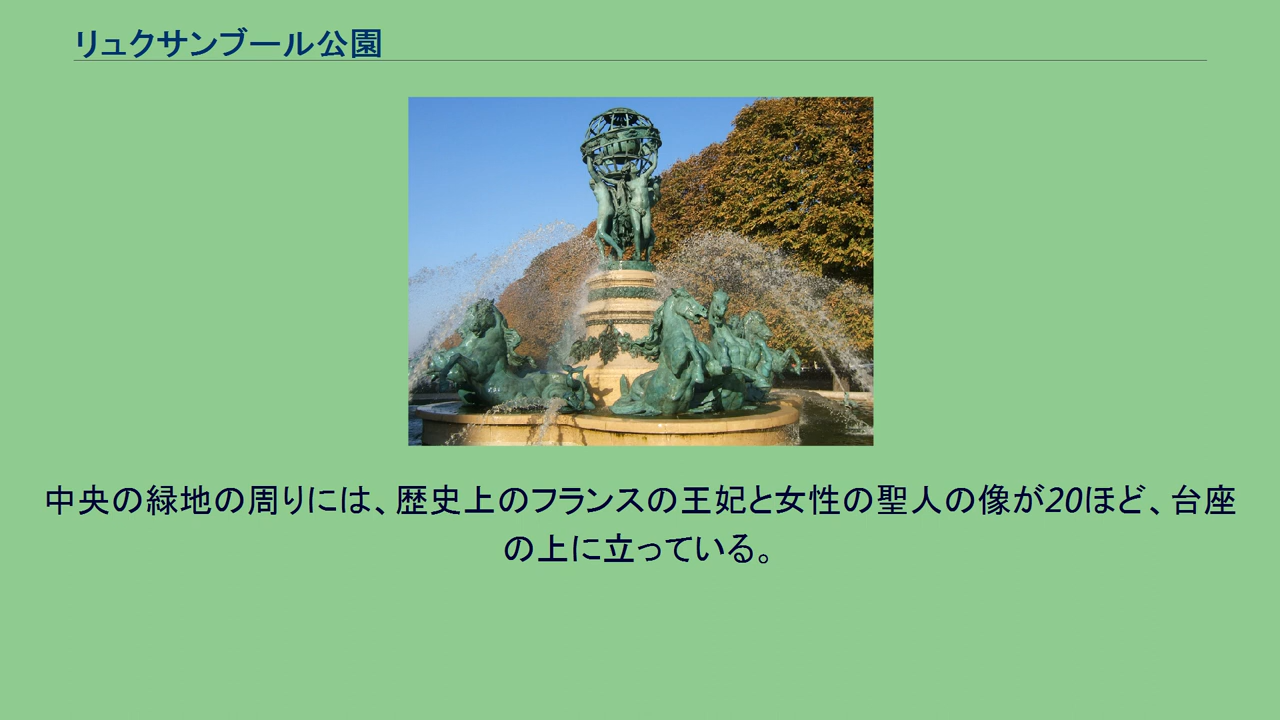 リュクサンブール公園
中央の緑地の周りには、歴史上のフランスの王妃と女性の聖人の像が20ほど、台座
の上に立っている。